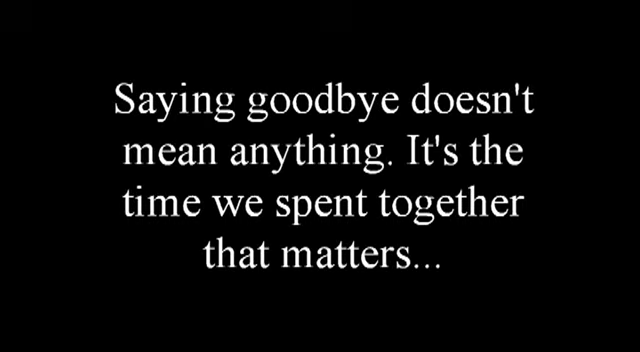 Saying goodbye doesn't
mean anything. It's the
time we spent together
that matters...